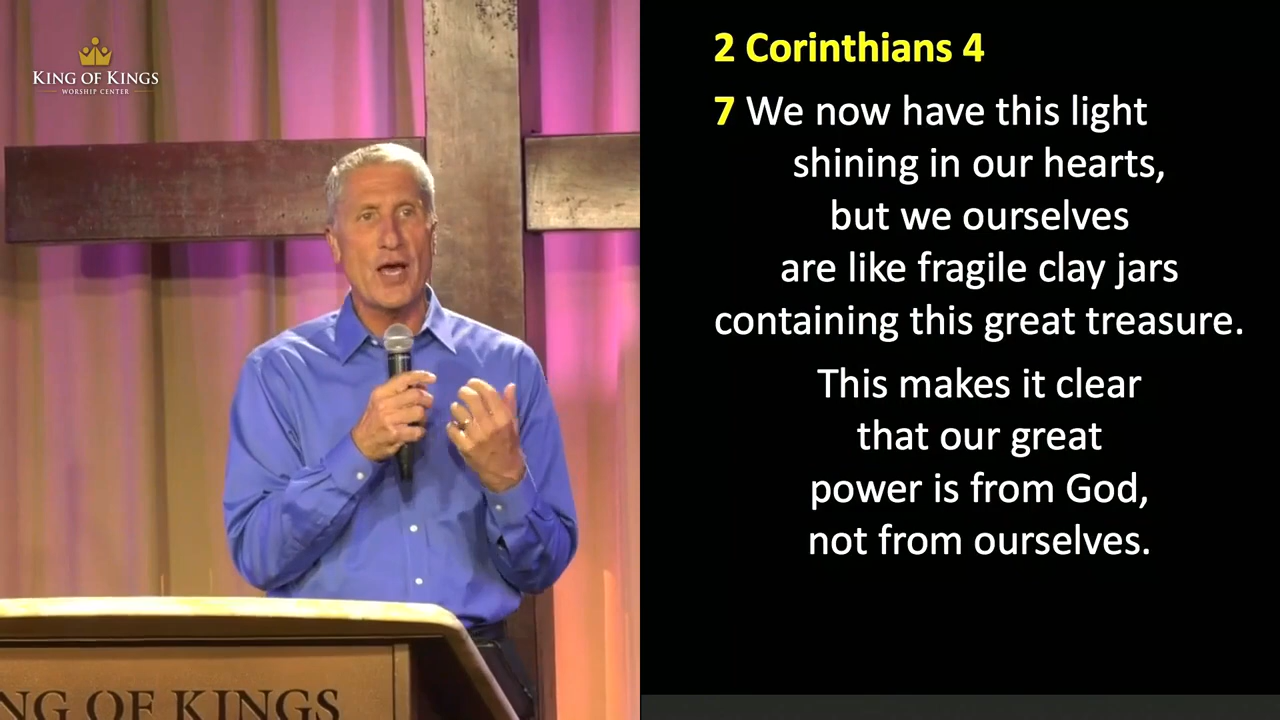 KING OF KINGS
WORSHIP CENTER
NG OF KINGS
2 Corinthians 4
7 We now have this light
shining in our hearts,
but we ourselves
are like fragile clay jars
containing this great treasure.
This makes it clear
that our great
power is from God,
not from ourselves.